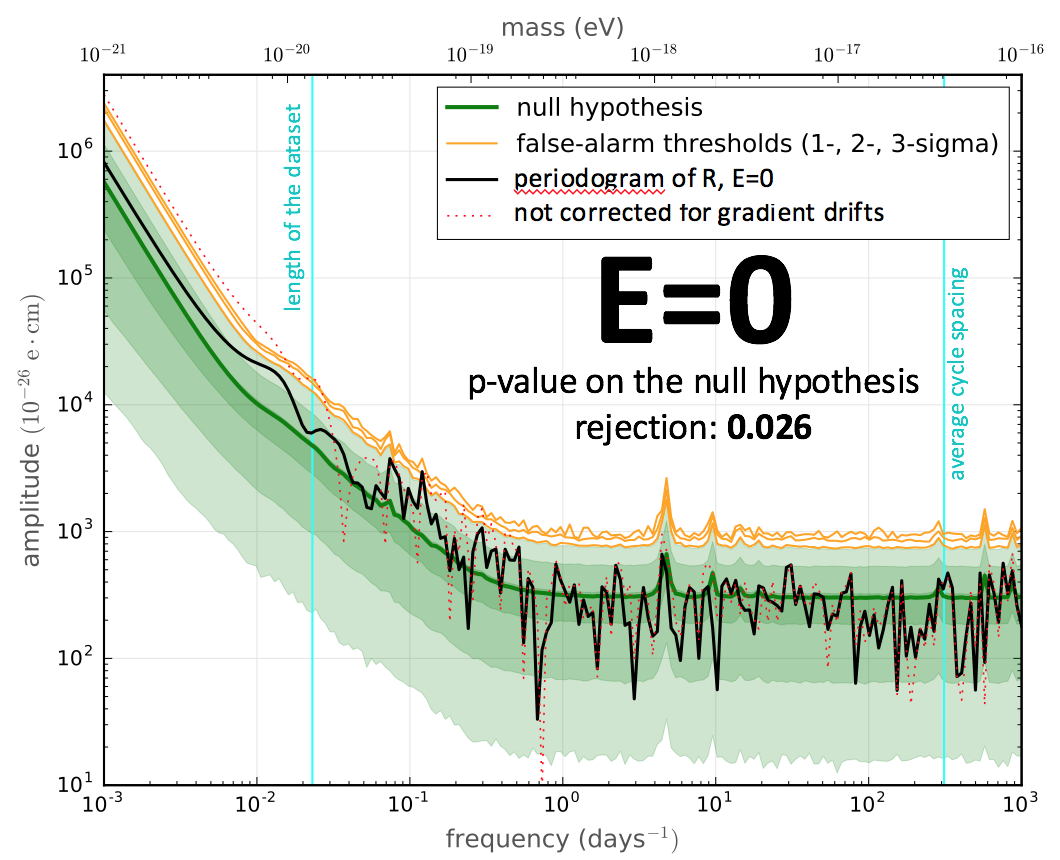 mass (eV)
10⁻²¹ 10⁻²⁰ 10⁻¹⁹ 10⁻¹⁸ 10⁻¹⁷ 10⁻¹⁶
null hypothesis
false-alarm thresholds (1-, 2-, 3-sigma)
periodogram of R, E=0
not corrected for gradient drifts
length of the dataset
E=0
p-value on the null hypothesis
rejection: 0.026
average cycle spacing
amplitude (10⁻²⁶ e · cm)
10⁶
10⁵
10⁴
10³
10²
10¹
10⁻³ 10⁻² 10⁻¹ 10⁰ 10¹ 10² 10³
frequency (days⁻¹)